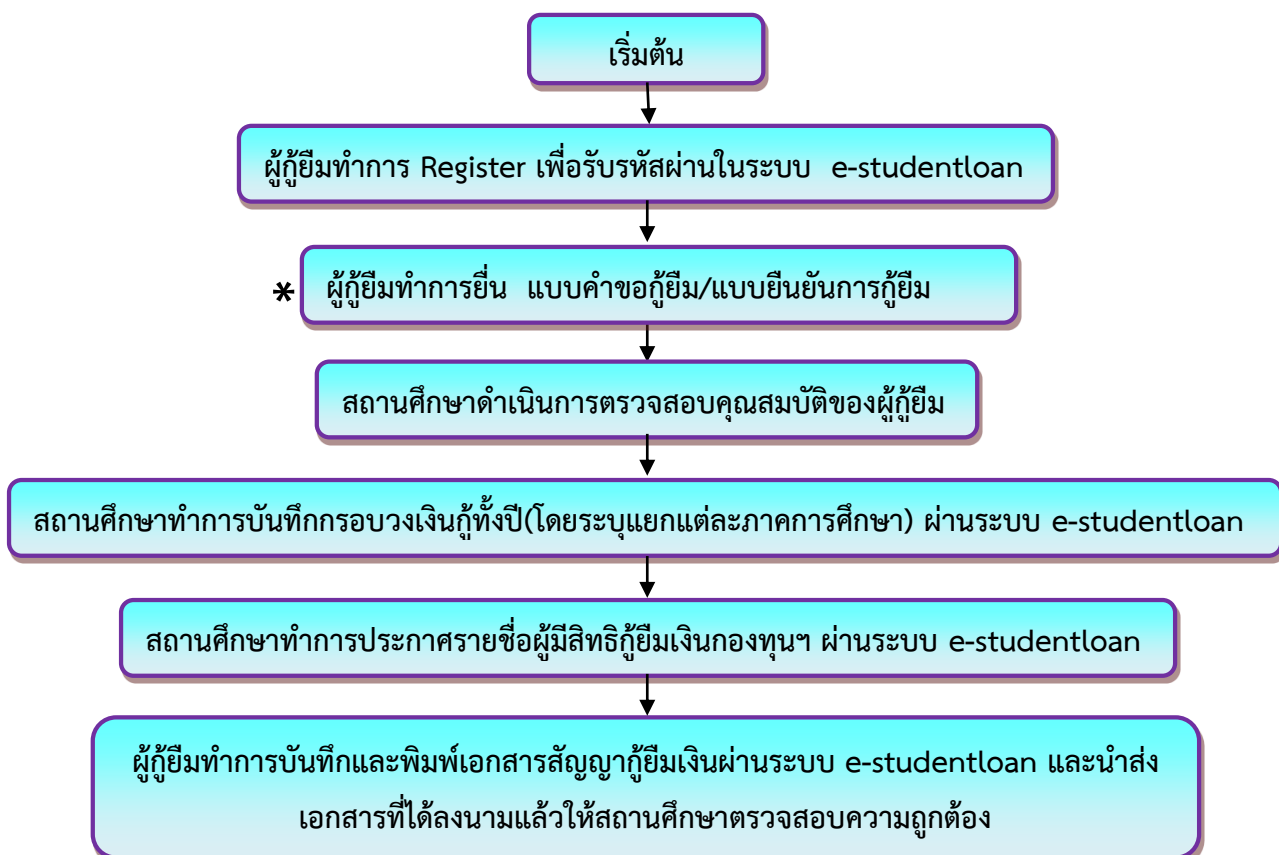 เริ่มต้น
ผู้กู้ยืมทำการ Register เพื่อรับรหัสผ่านในระบบ e-studentloan
* ผู้กู้ยืมทำการยื่น แบบคำขอกู้ยืม/แบบยืนยันการกู้ยืม
สถานศึกษาดำเนินการตรวจสอบคุณสมบัติของผู้กู้ยืม
สถานศึกษาทำการบันทึกกรอบวงเงินกู้ทั้งปี(โดยระบุแยกแต่ละภาคการศึกษา) ผ่านระบบ e-studentloan
สถานศึกษาทำการประกาศรายชื่อผู้มีสิทธิกู้ยืมเงินกองทุนฯ ผ่านระบบ e-studentloan
ผู้กู้ยืมทำการบันทึกและพิมพ์เอกสารสัญญากู้ยืมเงินผ่านระบบ e-studentloan และนำส่ง
เอกสารที่ได้ลงนามแล้วให้สถานศึกษาตรวจสอบความถูกต้อง